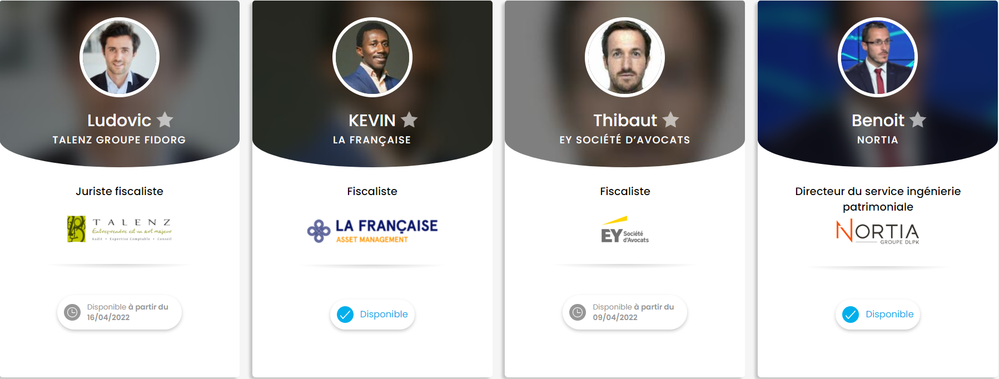 Ludovic
TALENZ GROUPE FIDORG
Juriste fiscaliste
TALENZ
Entreprendre est un art majeur
Audit • Expertise Comptable • Conseil
Disponible à partir du
16/04/2022
KEVIN
LA FRANÇAISE
Fiscaliste
LA FRANÇAISE
ASSET MANAGEMENT
Disponible
Thibaut
EY SOCIÉTÉ D’AVOCATS
Fiscaliste
EY Société
d'Avocats
Disponible à partir du
09/04/2022
Benoit
NORTIA
Directeur du service ingénierie
patrimoniale
NORTIA
GROUPE DLPK
Disponible